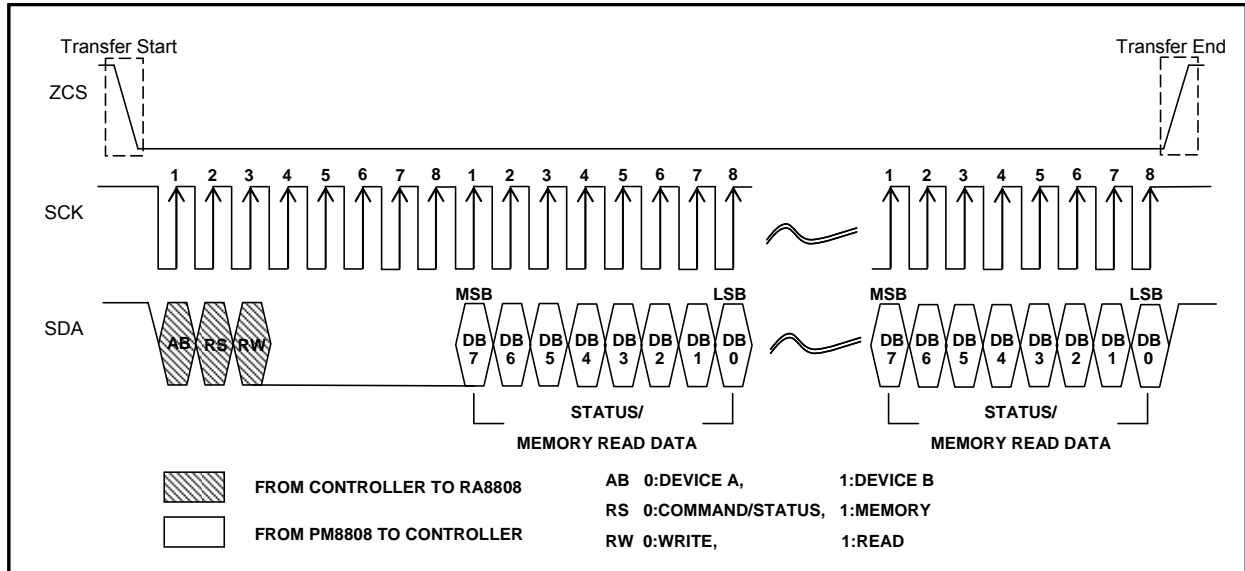 Transfer Start Transfer End
ZCS
1 2 3 4 5 6 7 8 1 2 3 4 5 6 7 8 1 2 3 4 5 6 7 8
SCK
MSB LSB MSB LSB
SDA
AB RS RW DB 7 DB 6 DB 5 DB 4 DB 3 DB 2 DB 1 DB 0 DB 7 DB 6 DB 5 DB 4 DB 3 DB 2 DB 1 DB 0
STATUS/ STATUS/
MEMORY READ DATA MEMORY READ DATA
FROM CONTROLLER TO RA8808 AB 0:DEVICE A, 1:DEVICE B
RS 0:COMMAND/STATUS, 1:MEMORY
FROM PM8808 TO CONTROLLER RW 0:WRITE, 1:READ